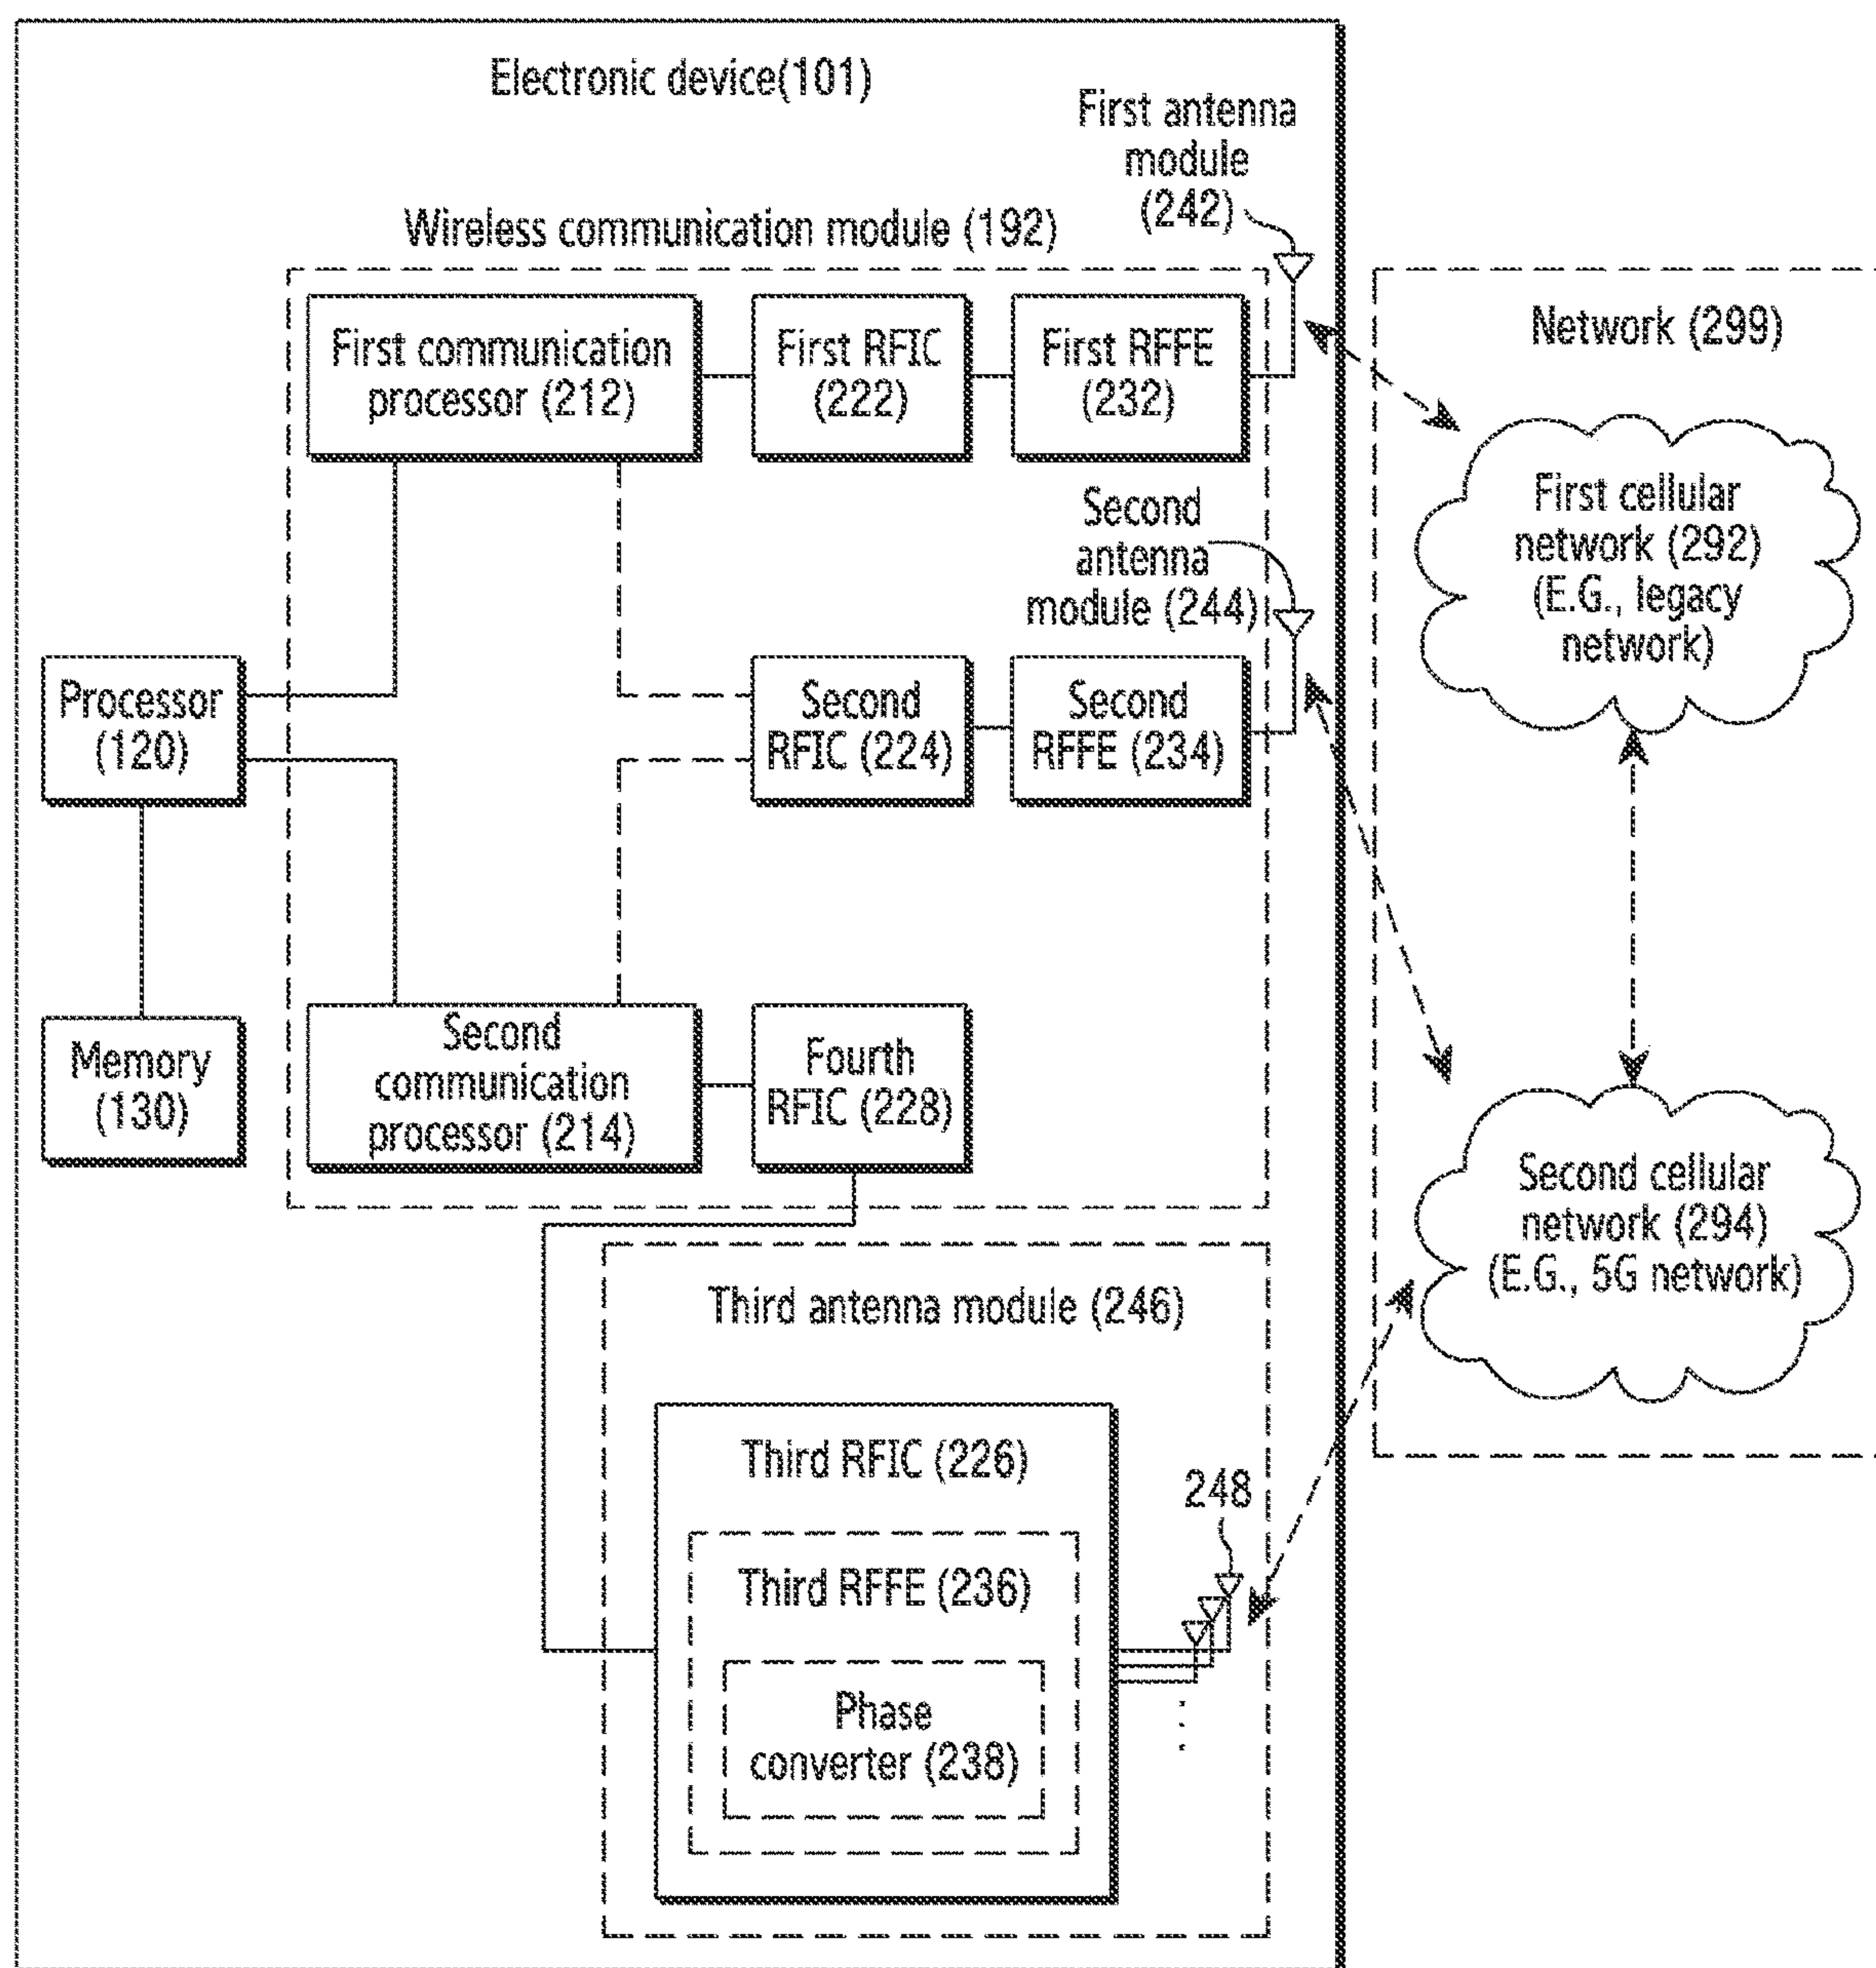 Electronic device(101)
First antenna
module
(242)
Wireless communication module (192)
First communication
processor (212)
First RFIC
(222)
First RFFE
(232)
Network (299)
First cellular
network (292)
(E.G., legacy
network)
Second
antenna
module (244)
Processor
(120)
Second
RFIC (224)
Second
RFFE (234)
Memory
(130)
Second
communication
processor (214)
Fourth
RFIC (228)
Second cellular
network (294)
(E.G., 5G network)
Third antenna module (246)
Third RFIC (226)
248
Third RFFE (236)
Phase
converter (238)